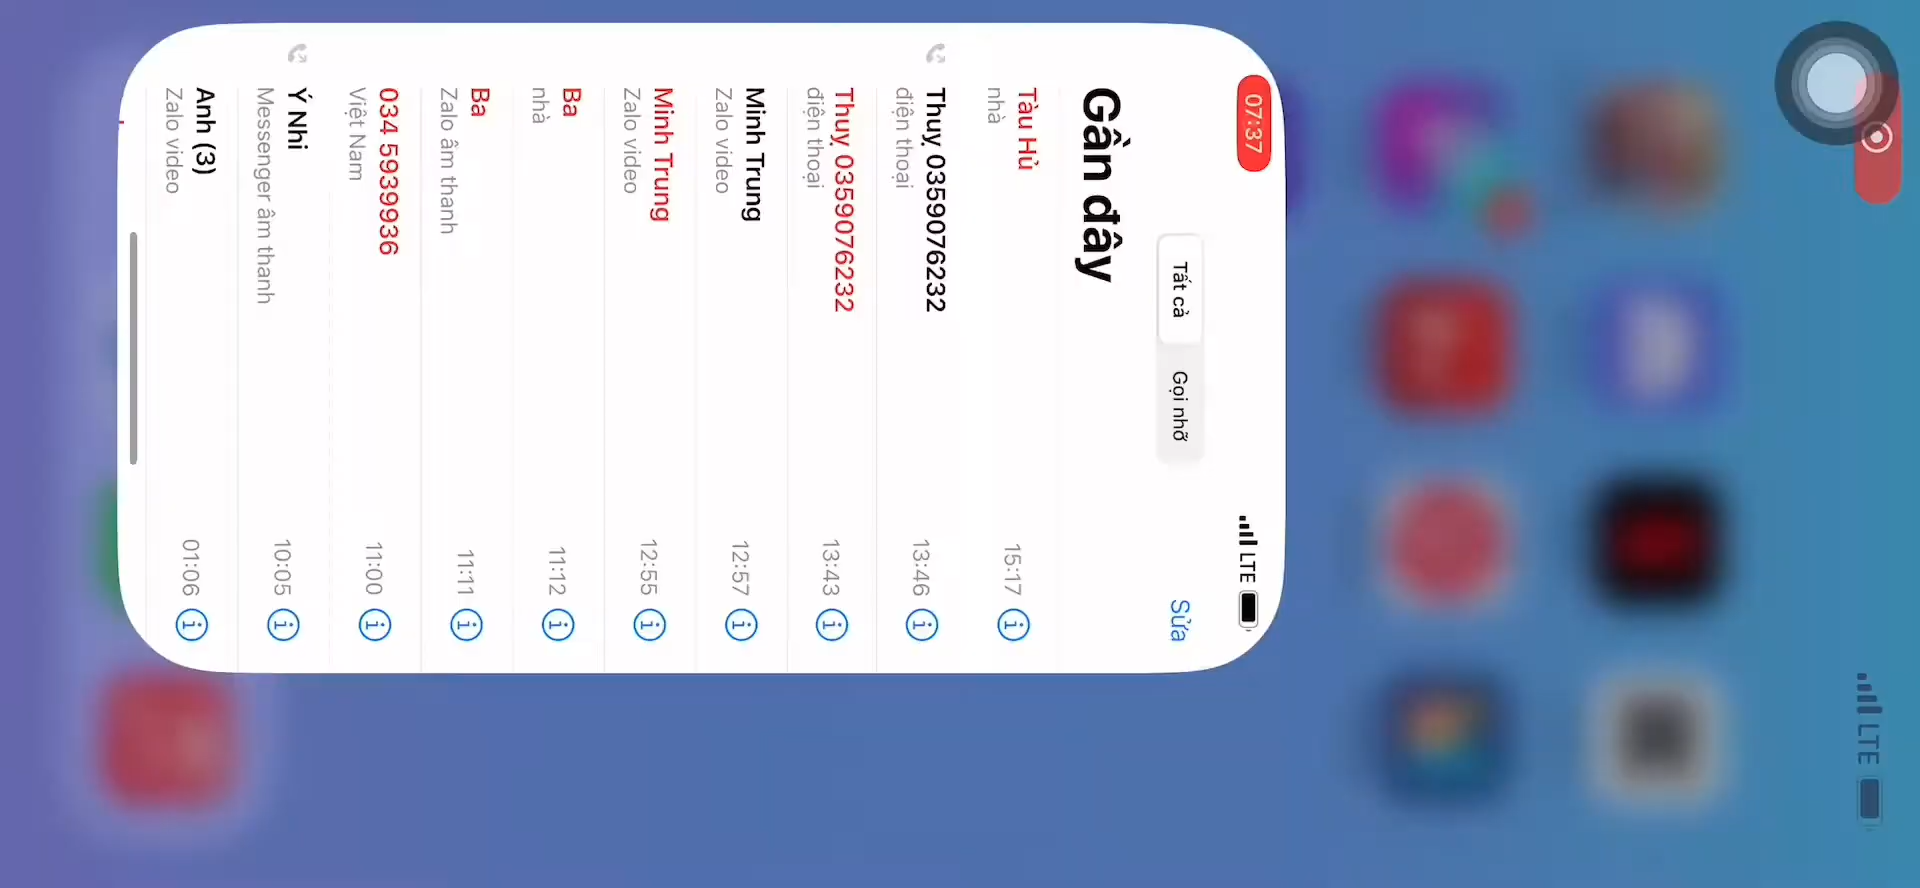 07:37
LTE
Tất cả
Gọi nhỡ
Sửa
Gần đây
Tàu Hủ
nhà
15:17
Thuỵ 0359076232
điện thoại
13:46
Thuỵ 0359076232
điện thoại
13:43
Minh Trung
Zalo video
12:57
Minh Trung
Zalo video
12:55
Ba
nhà
11:12
Ba
Zalo âm thanh
11:11
034 5939936
Việt Nam
11:00
Ý Nhi
Messenger âm thanh
10:05
Anh (3)
Zalo video
01:06
LTE